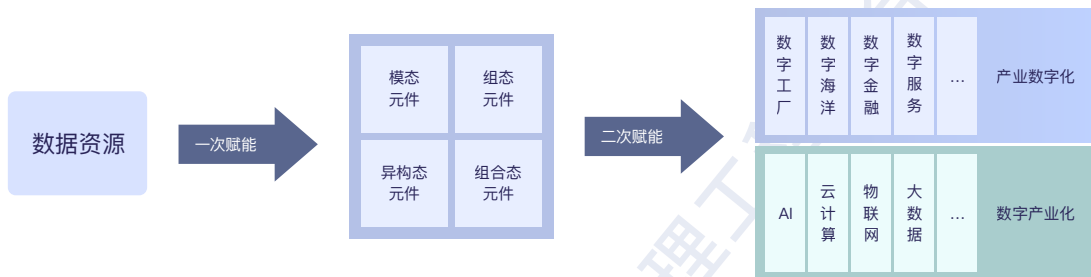 数据资源
一次赋能
模态
元件
组态
元件
异构态
元件
组合态
元件
二次赋能
数字工厂
数字海洋
数字金融
数字服务
…
产业数字化
AI
云计算
物联网
大数据
…
数字产业化
理工